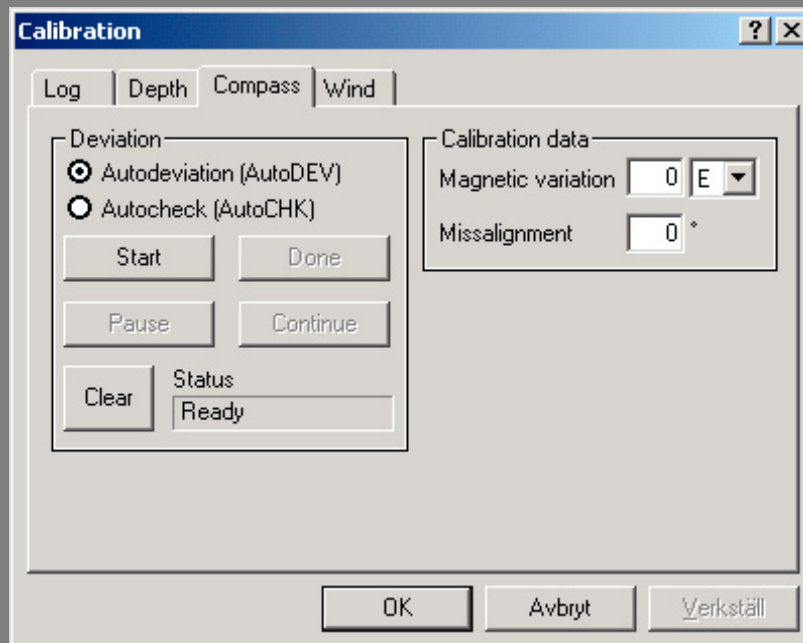 Calibration
Log Depth Compass Wind
Deviation
Autodeviation (AutoDEV)
Autocheck (AutoCHK)
Start Done
Pause Continue
Clear
Status
Ready
Calibration data
Magnetic variation 0 E
Missalignment 0 °
OK Avbryt Verkställ